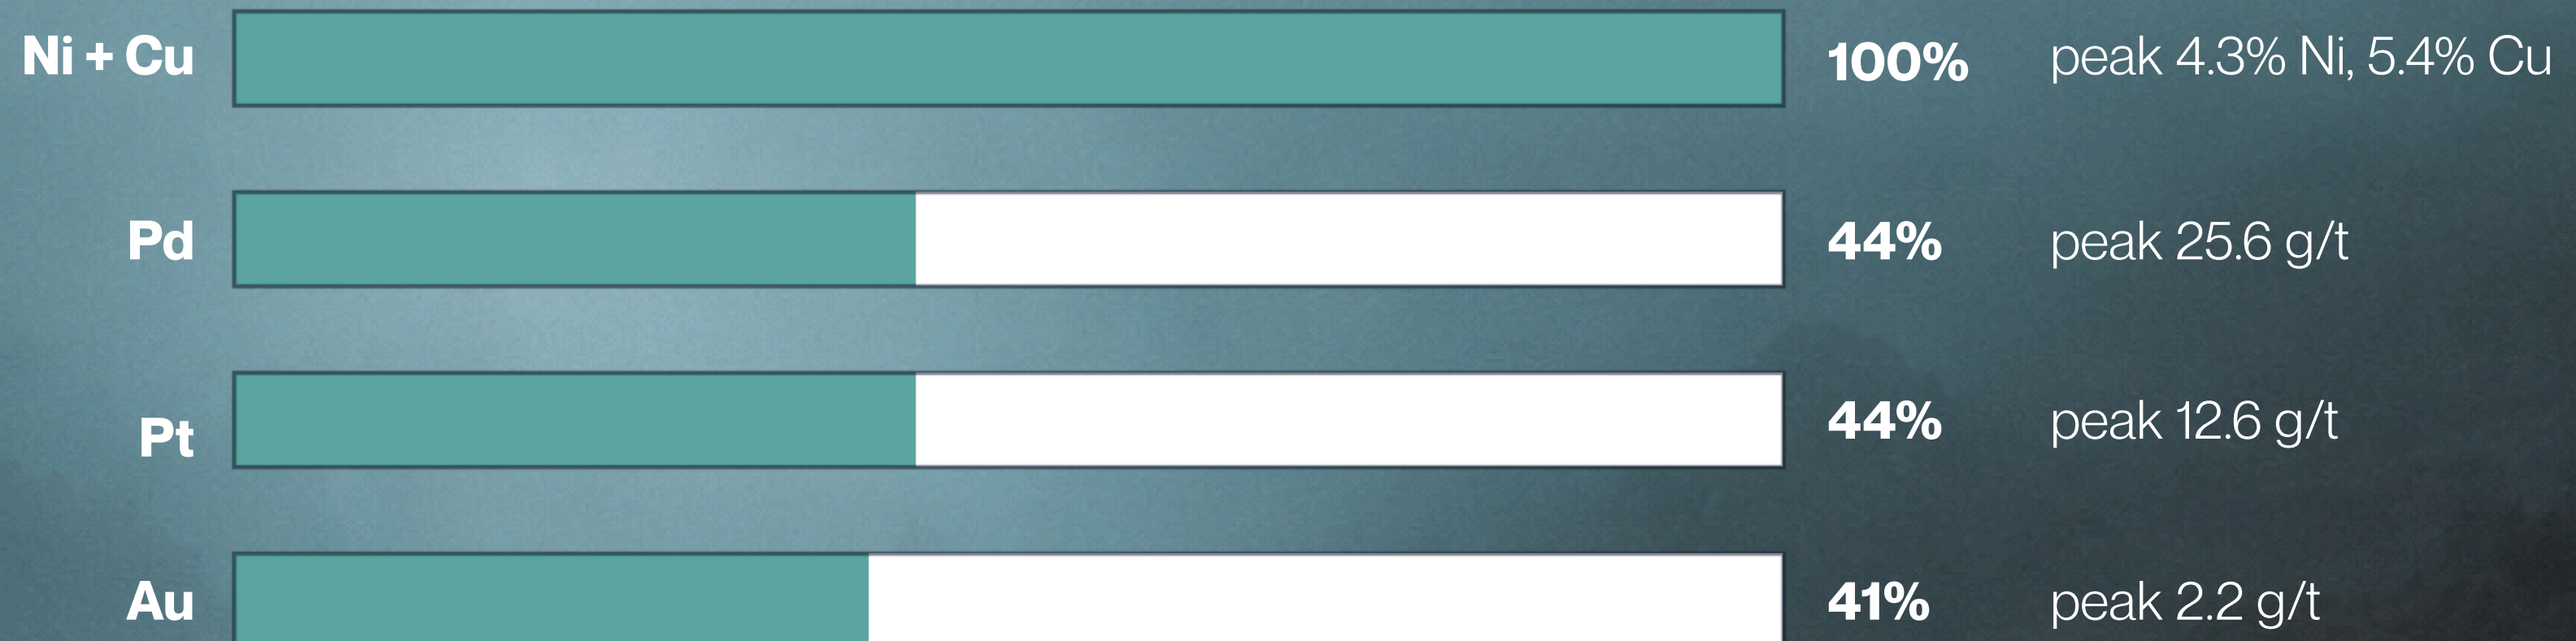 Ni + Cu 100% peak 4.3% Ni, 5.4% Cu
Pd 44% peak 25.6 g/t
Pt 44% peak 12.6 g/t
Au 41% peak 2.2 g/t